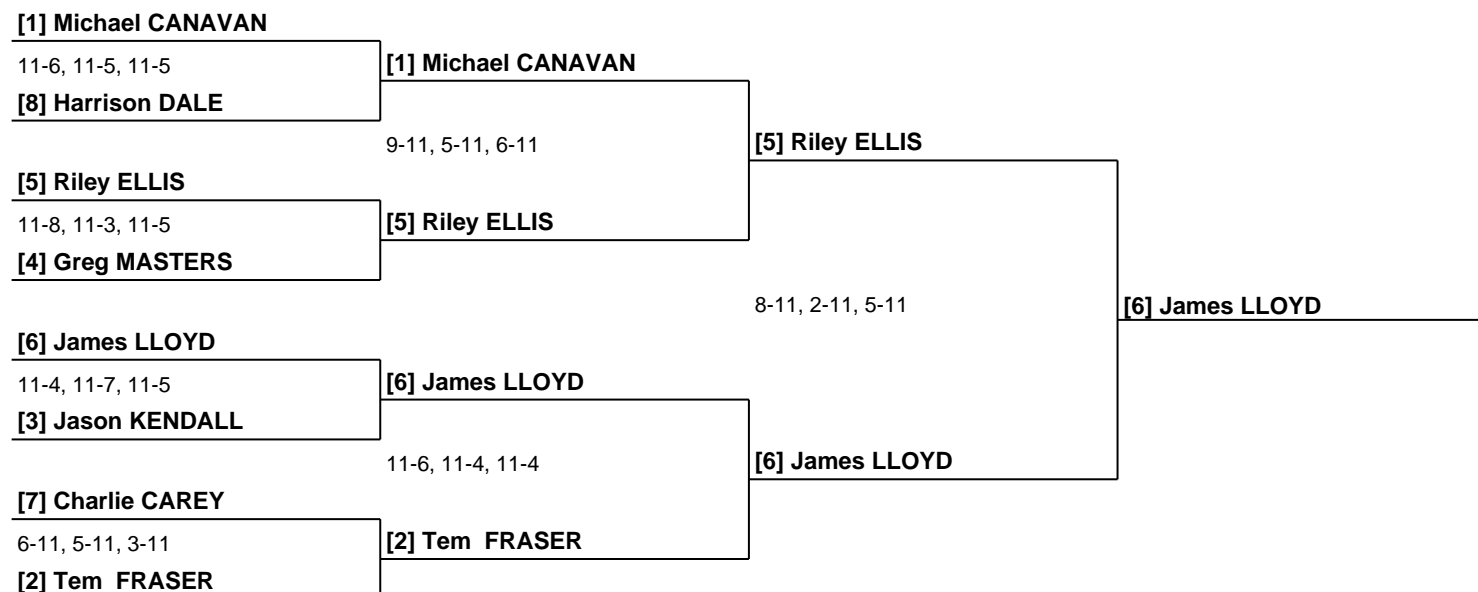 [1] Michael CANAVAN
11-6, 11-5, 11-5
[1] Michael CANAVAN
[8] Harrison DALE
9-11, 5-11, 6-11
[5] Riley ELLIS
[5] Riley ELLIS
11-8, 11-3, 11-5
[5] Riley ELLIS
[4] Greg MASTERS
8-11, 2-11, 5-11
[6] James LLOYD
[6] James LLOYD
11-4, 11-7, 11-5
[6] James LLOYD
[3] Jason KENDALL
11-6, 11-4, 11-4
[6] James LLOYD
[7] Charlie CAREY
6-11, 5-11, 3-11
[2] Tem  FRASER
[2] Tem  FRASER